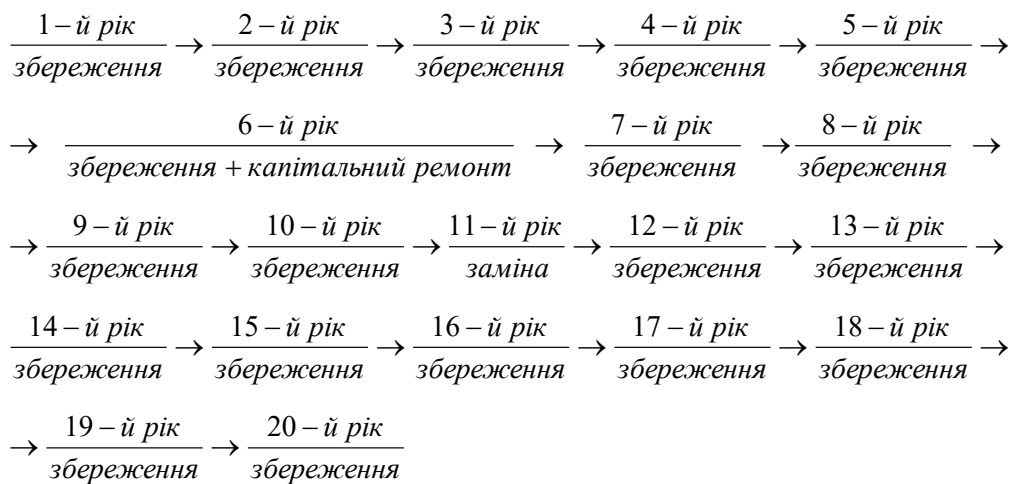 1 – й рік → 2 – й рік → 3 – й рік → 4 – й рік → 5 – й рік →
збереження збереження збереження збереження збереження
→ 6 – й рік → 7 – й рік → 8 – й рік →
збереження + капітальний ремонт збереження збереження
→ 9 – й рік → 10 – й рік → 11 – й рік → 12 – й рік → 13 – й рік →
збереження збереження заміна збереження збереження
14 – й рік → 15 – й рік → 16 – й рік → 17 – й рік → 18 – й рік →
збереження збереження збереження збереження збереження
→ 19 – й рік → 20 – й рік
збереження збереження